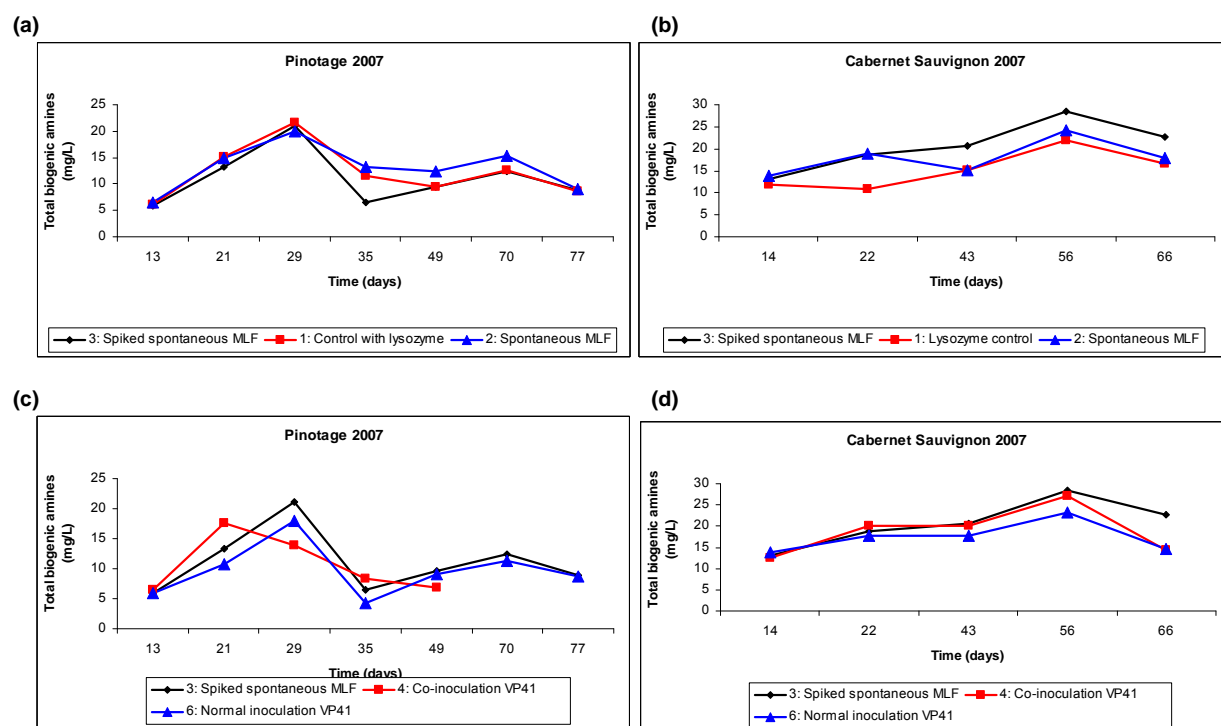 (a)
Pinotage 2007
Total biogenic amines
(mg/L)
25
20
15
10
5
0
13 21 29 35 49 70 77
Time (days)
3: Spiked spontaneous MLF 1: Control with lysozyme 2: Spontaneous MLF
(b)
Cabernet Sauvignon 2007
Total biogenic amines
(mg/L)
30
25
20
15
10
5
0
14 22 43 56 66
Time (days)
3: Spiked spontaneous MLF 1: Lysozyme control 2: Spontaneous MLF
(c)
Pinotage 2007
Total biogenic amines
(mg/L)
25
20
15
10
5
0
13 21 29 35 49 70 77
Time (days)
3: Spiked spontaneous MLF 4: Co-inoculation VP41
6: Normal inoculation VP41
(d)
Cabernet Sauvignon 2007
Total biogenic amines
(mg/L)
30
25
20
15
10
5
0
14 22 43 56 66
Time (days)
3: Spiked spontaneous MLF 4: Co-inoculation VP41
6: Normal inoculation VP41